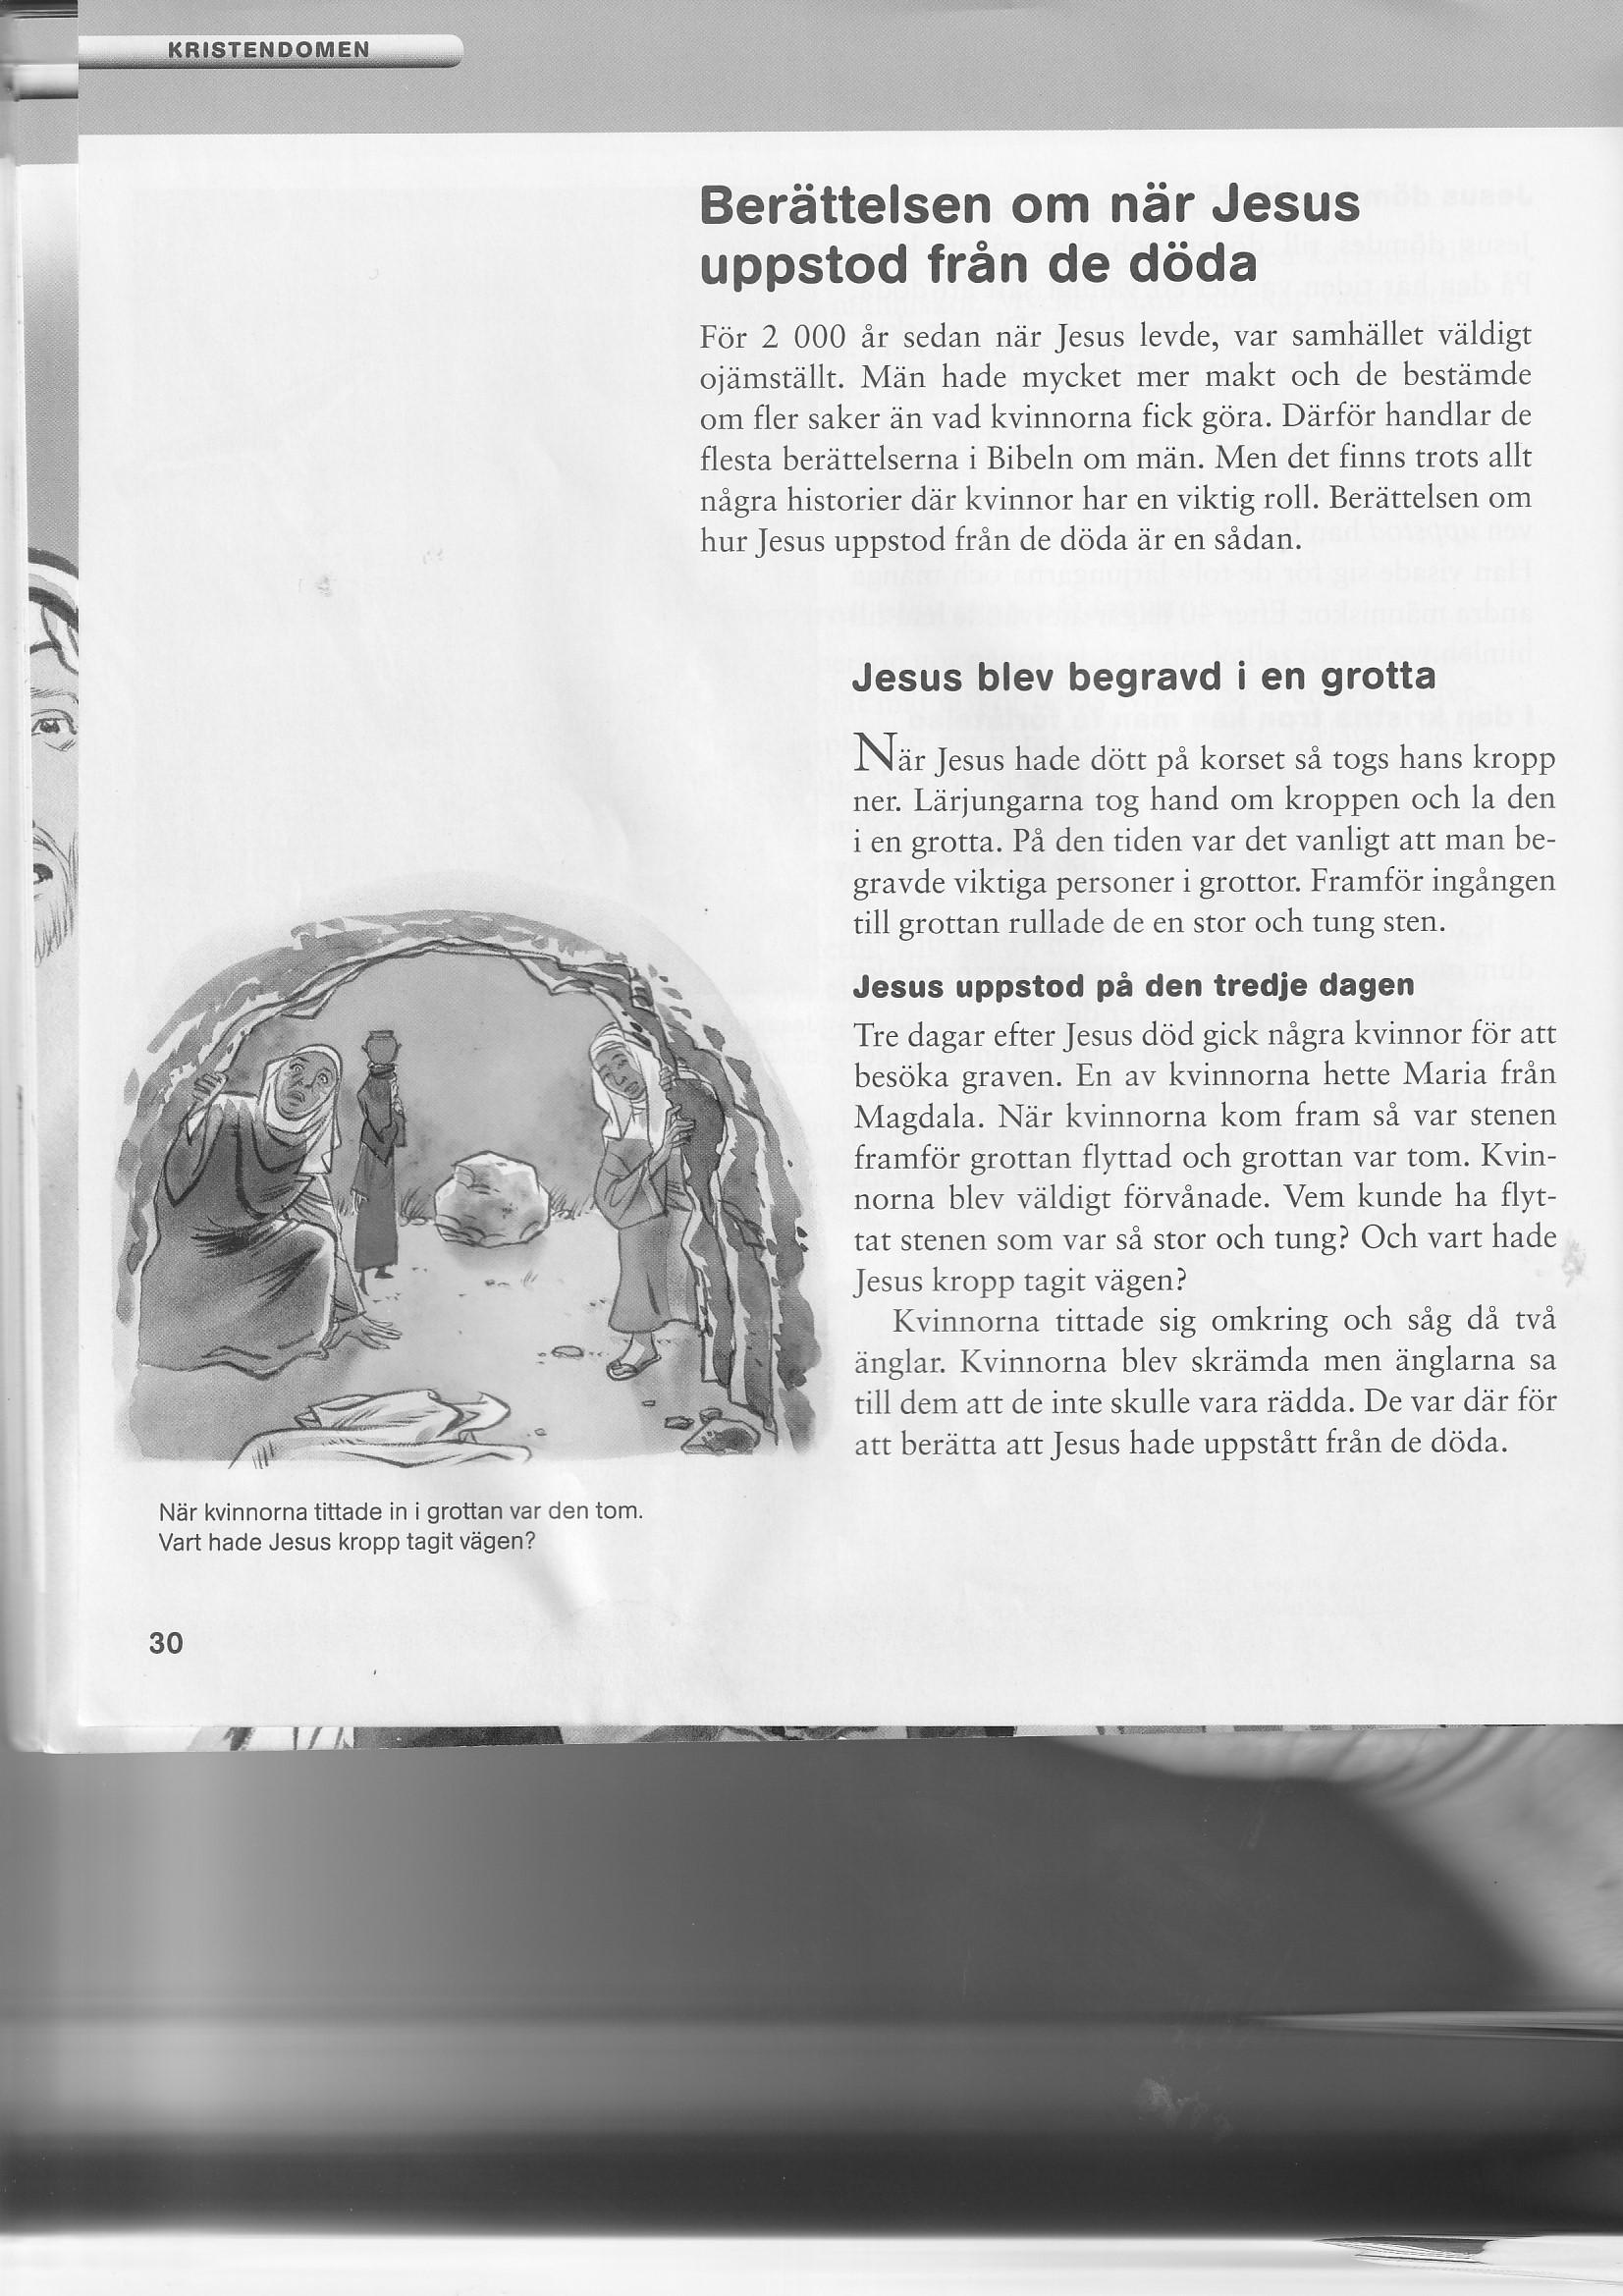 KRISTENDOMEN
Berättelsen om när Jesus
uppstod från de döda
För 2 000 år sedan när Jesus levde, var samhället väldigt
ojämställt. Män hade mycket mer makt och de bestämde
om fler saker än vad kvinnorna fick göra. Därför handlar de
flesta berättelserna i Bibeln om män. Men det finns trots allt
några historier där kvinnor har en viktig roll. Berättelsen om
hur Jesus uppstod från de döda är en sådan.
Jesus blev begravd i en grotta
När Jesus hade dött på korset så togs hans kropp
ner. Lärjungarna tog hand om kroppen och la den
i en grotta. På den tiden var det vanligt att man be-
gravde viktiga personer i grottor. Framför ingången
till grottan rullade de en stor och tung sten.
Jesus uppstod på den tredje dagen
Tre dagar efter Jesus död gick några kvinnor för att
besöka graven. En av kvinnorna hette Maria från
Magdala. När kvinnorna kom fram så var stenen
framför grottan flyttad och grottan var tom. Kvin-
norna blev väldigt förvånade. Vem kunde ha flyt-
tat stenen som var så stor och tung? Och vart hade
Jesus kropp tagit vägen?
Kvinnorna tittade sig omkring och såg då två
änglar. Kvinnorna blev skrämda men änglarna sa
till dem att de inte skulle vara rädda. De var där för
att berätta att Jesus hade uppstått från de döda.
När kvinnorna tittade in i grottan var den tom.
Vart hade Jesus kropp tagit vägen?
30